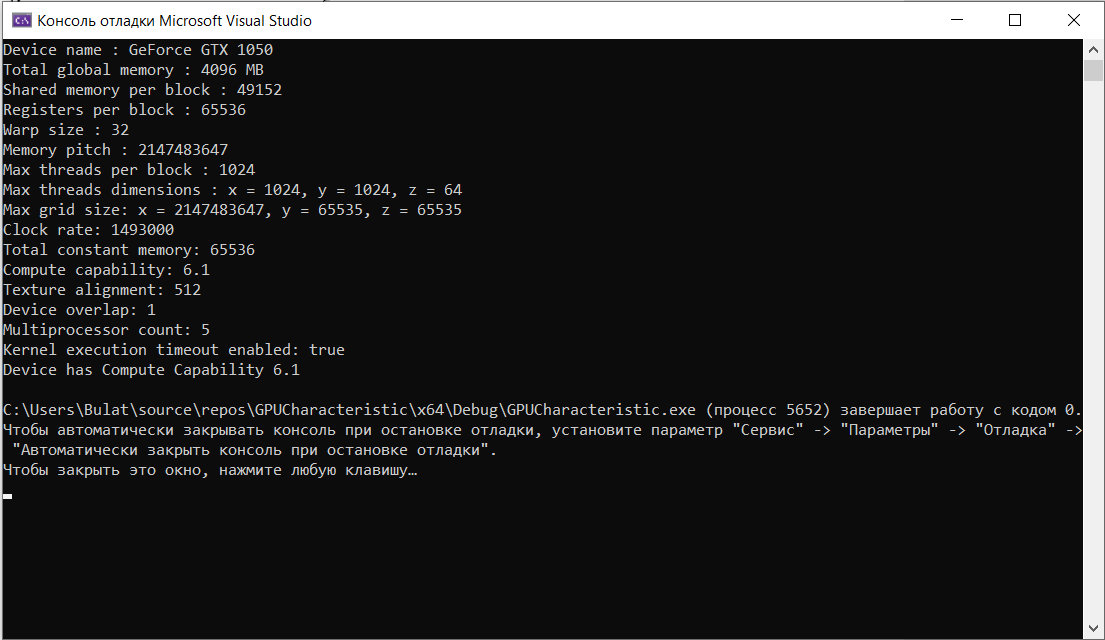 Консоль отладки Microsoft Visual Studio
Device name : GeForce GTX 1050
Total global memory : 4096 MB
Shared memory per block : 49152
Registers per block : 65536
Warp size : 32
Memory pitch : 2147483647
Max threads per block : 1024
Max threads dimensions : x = 1024, y = 1024, z = 64
Max grid size: x = 2147483647, y = 65535, z = 65535
Clock rate: 1493000
Total constant memory: 65536
Compute capability: 6.1
Texture alignment: 512
Device overlap: 1
Multiprocessor count: 5
Kernel execution timeout enabled: true
Device has Compute Capability 6.1
C:\Users\Bulat\source\repos\GPUCharacteristic\x64\Debug\GPUCharacteristic.exe (процесс 5652) завершает работу с кодом 0.
Чтобы автоматически закрывать консоль при остановке отладки, установите параметр "Сервис" -> "Параметры" -> "Отладка" ->
"Автоматически закрыть консоль при остановке отладки".
Чтобы закрыть это окно, нажмите любую клавишу…